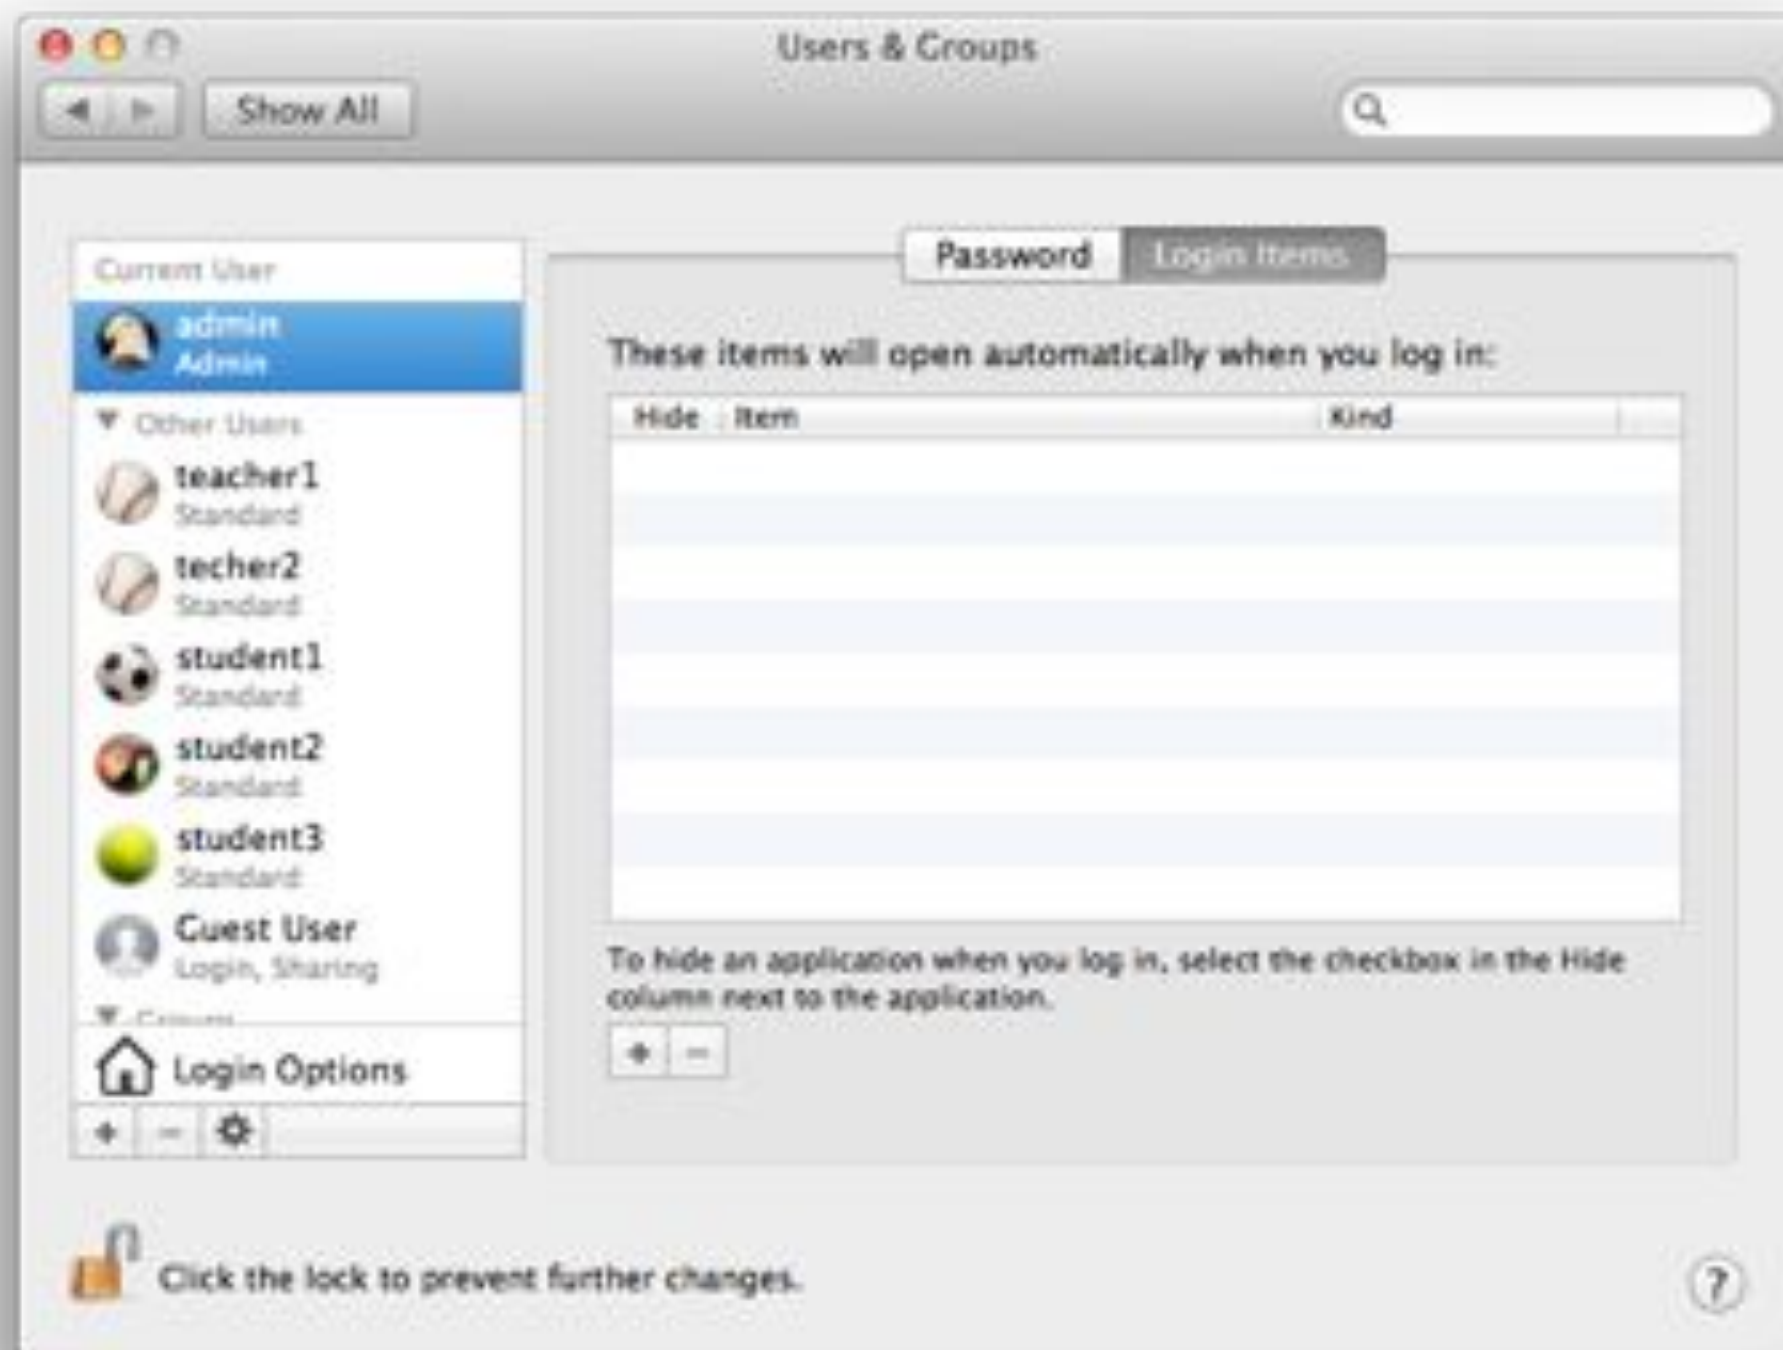 Users & Groups
Show All
Current User
admin
Admin
Other Users
teacher1
Standard
techer2
Standard
student1
Standard
student2
Standard
student3
Standard
Guest User
Login, Sharing
Groups
Login Options
Password
Login Items
These items will open automatically when you log in:
Hide Item Kind
To hide an application when you log in, select the checkbox in the Hide
column next to the application.
Click the lock to prevent further changes.
?